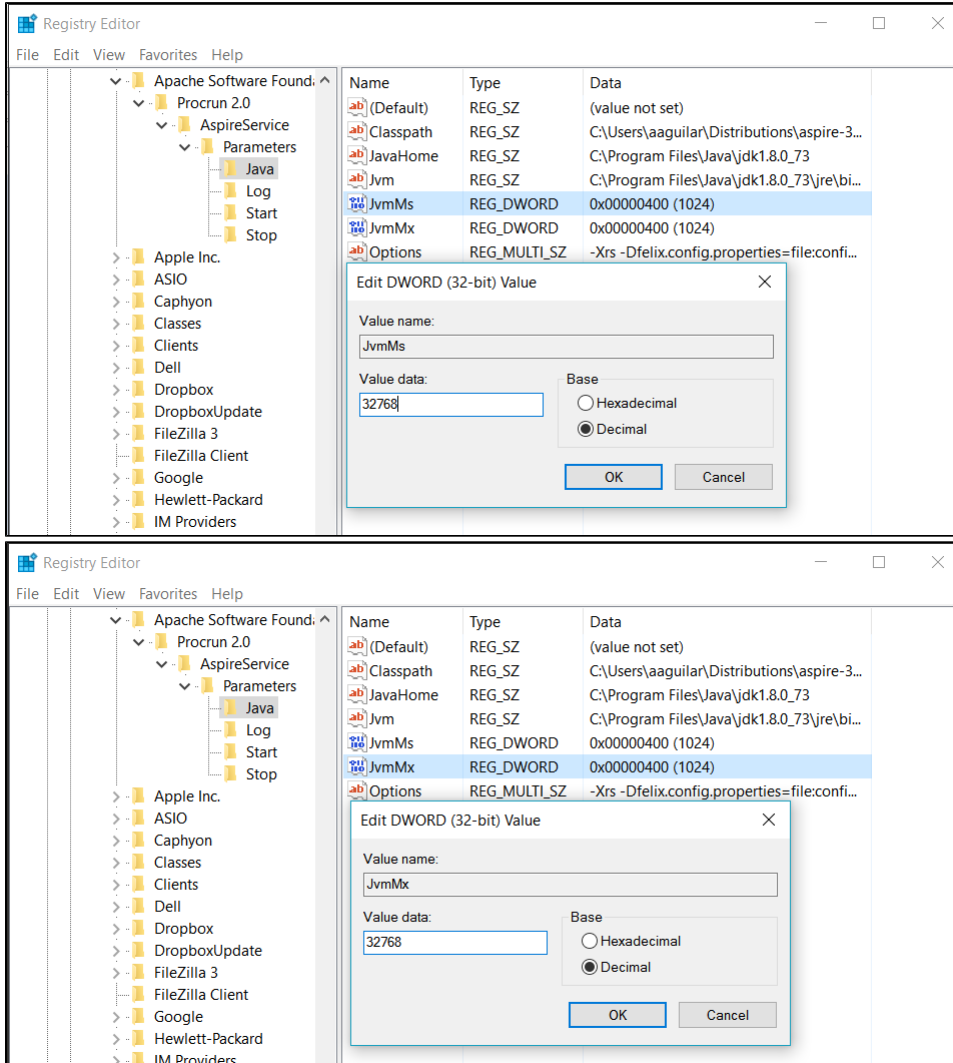 Registry Editor
File Edit View Favorites Help
Apache Software Founda
Procrun 2.0
AspireService
Parameters
Java
Log
Start
Stop
Apple Inc.
ASIO
Caphyon
Classes
Clients
Dell
Dropbox
DropboxUpdate
FileZilla 3
FileZilla Client
Google
Hewlett-Packard
IM Providers
Name Type Data
(Default) REG_SZ (value not set)
Classpath REG_SZ C:\Users\aaguilar\Distributions\aspire-3...
JavaHome REG_SZ C:\Program Files\Java\jdk1.8.0_73
Jvm REG_SZ C:\Program Files\Java\jdk1.8.0_73\jre\bi...
JvmMs REG_DWORD 0x00000400 (1024)
JvmMx REG_DWORD 0x00000400 (1024)
Options REG_MULTI_SZ -Xrs -Dfelix.config.properties=file:confi...
Edit DWORD (32-bit) Value
Value name:
JvmMs
Value data:
32768
Base
Hexadecimal
Decimal
OK Cancel
Registry Editor
File Edit View Favorites Help
Apache Software Founda
Procrun 2.0
AspireService
Parameters
Java
Log
Start
Stop
Apple Inc.
ASIO
Caphyon
Classes
Clients
Dell
Dropbox
DropboxUpdate
FileZilla 3
FileZilla Client
Google
Hewlett-Packard
IM Providers
Name Type Data
(Default) REG_SZ (value not set)
Classpath REG_SZ C:\Users\aaguilar\Distributions\aspire-3...
JavaHome REG_SZ C:\Program Files\Java\jdk1.8.0_73
Jvm REG_SZ C:\Program Files\Java\jdk1.8.0_73\jre\bi...
JvmMs REG_DWORD 0x00000400 (1024)
JvmMx REG_DWORD 0x00000400 (1024)
Options REG_MULTI_SZ -Xrs -Dfelix.config.properties=file:confi...
Edit DWORD (32-bit) Value
Value name:
JvmMx
Value data:
32768
Base
Hexadecimal
Decimal
OK Cancel